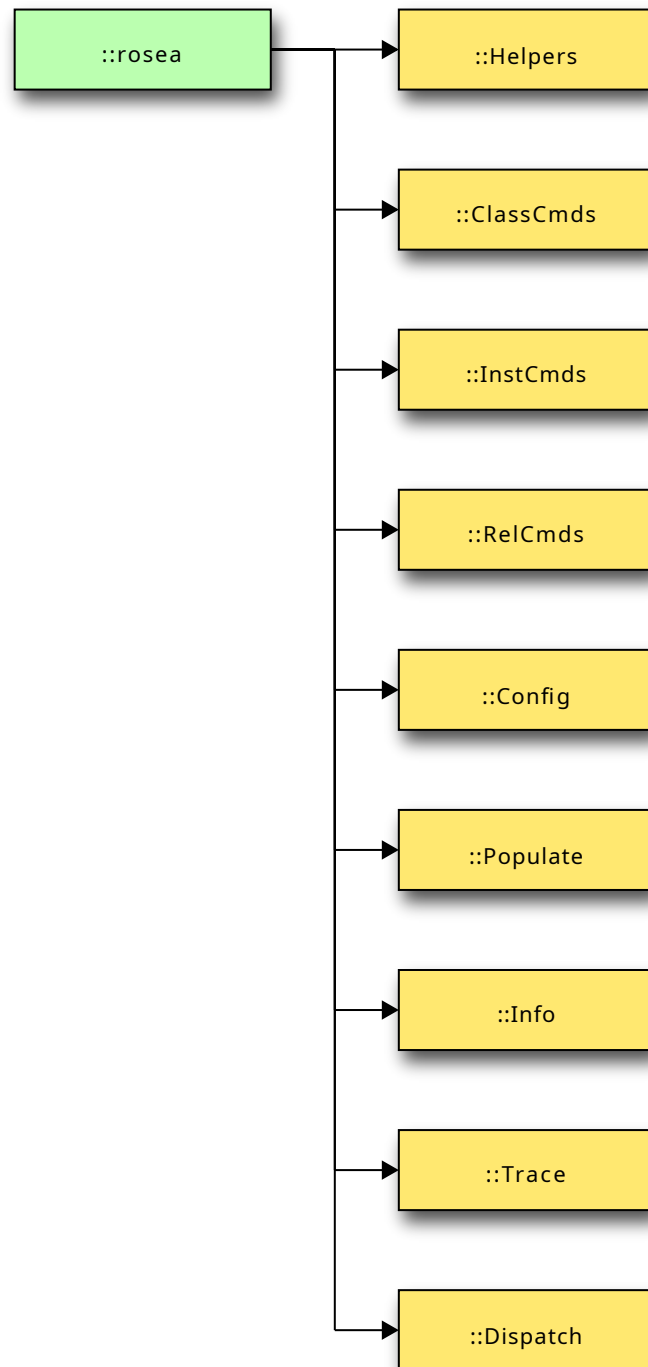 ::rosea
::Helpers
::ClassCmds
::InstCmds
::RelCmds
::Config
::Populate
::Info
::Trace
::Dispatch